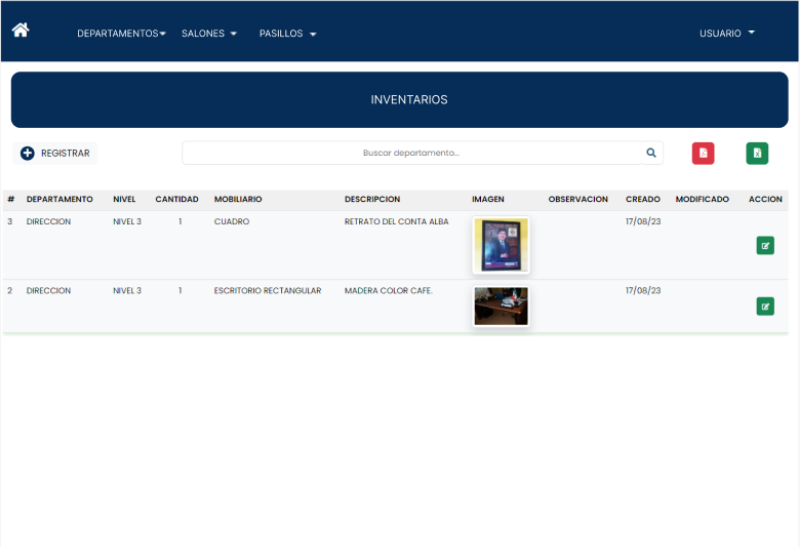 DEPARTAMENTOS SALONES PASILLOS USUARIO
INVENTARIOS
REGISTRAR Buscar departamento...
# DEPARTAMENTO NIVEL CANTIDAD MOBILIARIO DESCRIPCION IMAGEN OBSERVACION CREADO MODIFICADO ACCION
3 DIRECCION NIVEL 3 1 CUADRO RETRATO DEL CONTA ALBA 17/08/23
2 DIRECCION NIVEL 3 1 ESCRITORIO RECTANGULAR MADERA COLOR CAFE. 17/08/23